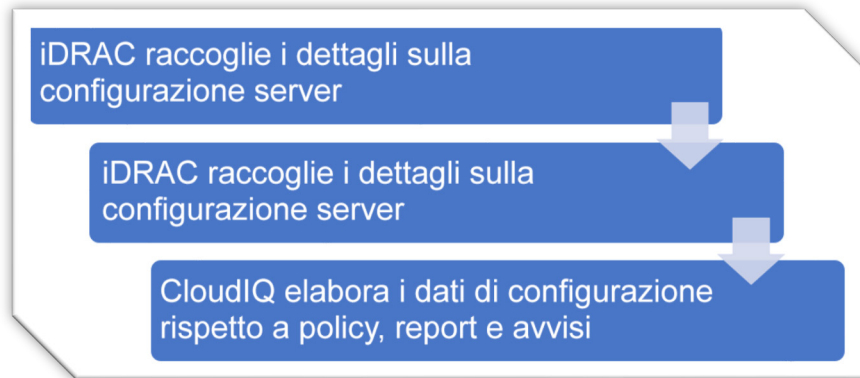 iDRAC raccoglie i dettagli sulla
configurazione server
iDRAC raccoglie i dettagli sulla
configurazione server
CloudIQ elabora i dati di configurazione
rispetto a policy, report e avvisi